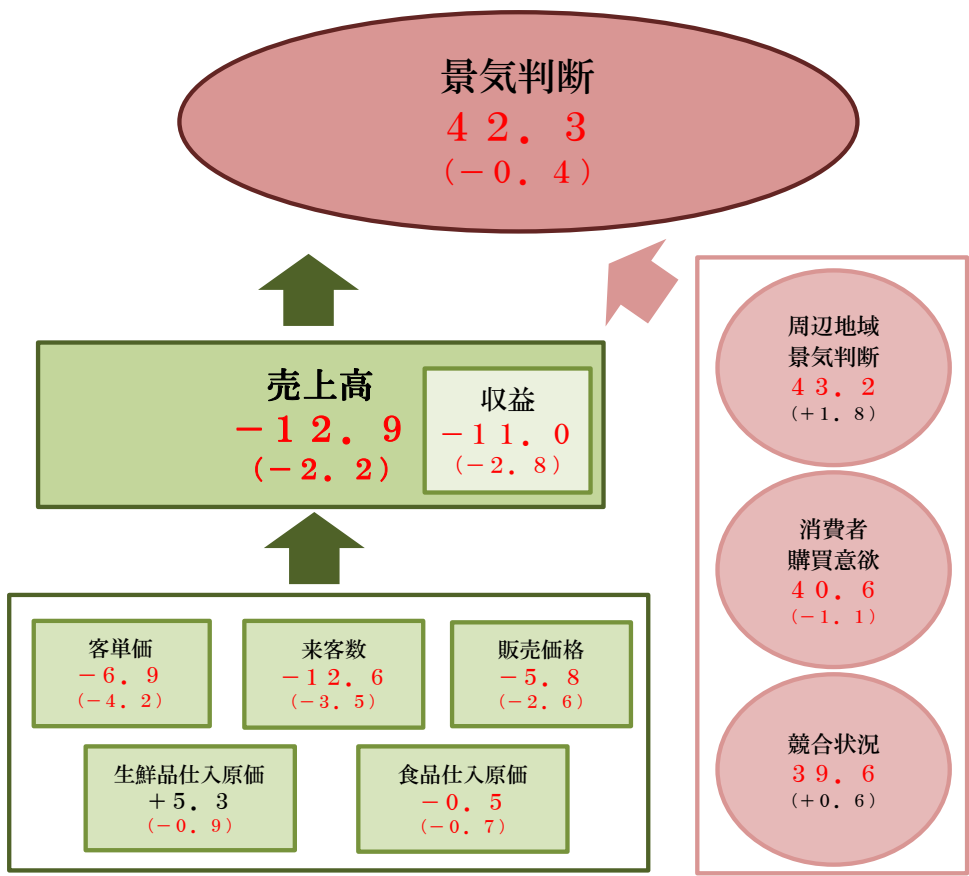 景気判断
４２．３
（－０．４）
売上高
－１２．９
（－２．２）
収益
－１１．０
（－２．８）
客単価
－６．９
（－４．２）
来客数
－１２．６
（－３．５）
販売価格
－５．８
（－２．６）
生鮮品仕入原価
＋５．３
（－０．９）
食品仕入原価
－０．５
（－０．７）
周辺地域
景気判断
４３．２
（＋１．８）
消費者
購買意欲
４０．６
（－１．１）
競合状況
３９．６
（＋０．６）